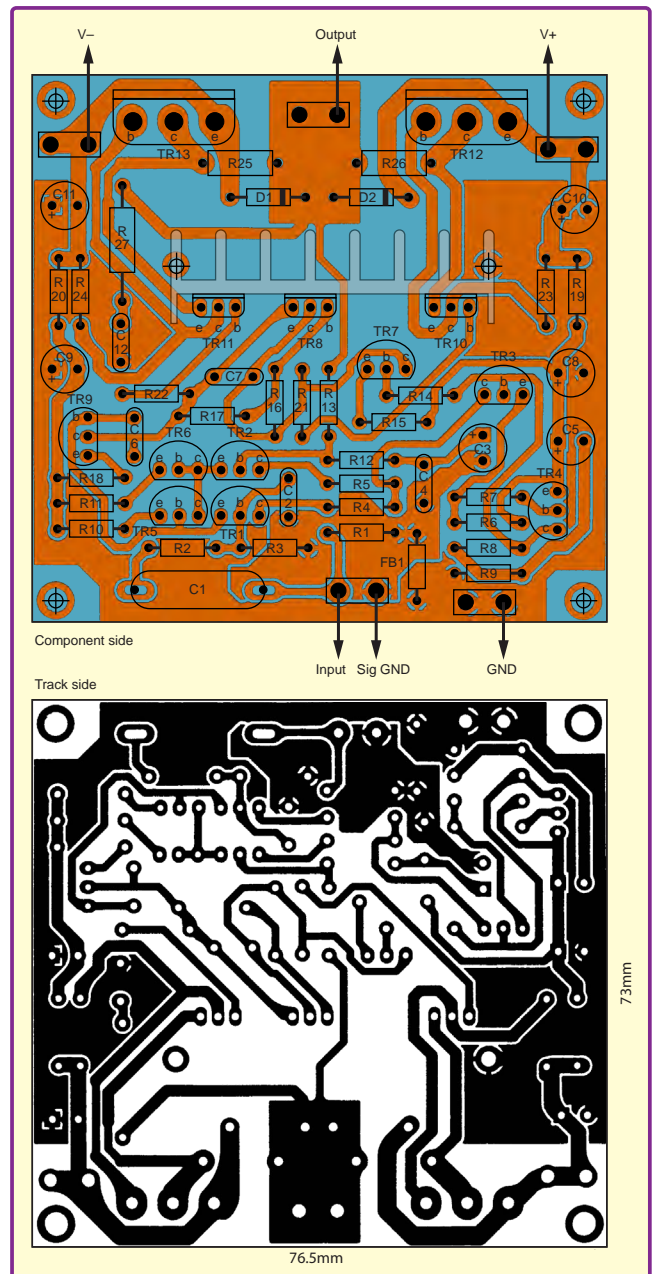 V–
Output
V+
b
c
e
b
c
e
TR13
TR12
R25
R26
C11
C10
+
+
D1
D2
R
27
R
20
R
24
R
23
R
19
e
c
b
e
c
b
e
c
b
TR11
TR8
TR10
TR7
C
12
C9
C8
+
+
e
b
c
TR3
R22
C7
R
16
R
21
R
13
R14
c
b
e
TR9
R17
R15
C5
b
c
e
C
6
TR6
TR2
+
C3
+
e
b
c
e
b
c
R12
TR4
R18
C
2
R5
C
4
R7
e
R11
e
b
c
e
b
c
R4
R6
b
R10
TR5
TR1
R1
c
R2
R3
FB1
R8
R9
C1
Component side
Input
Sig GND
GND
Track side
73mm
76.5mm